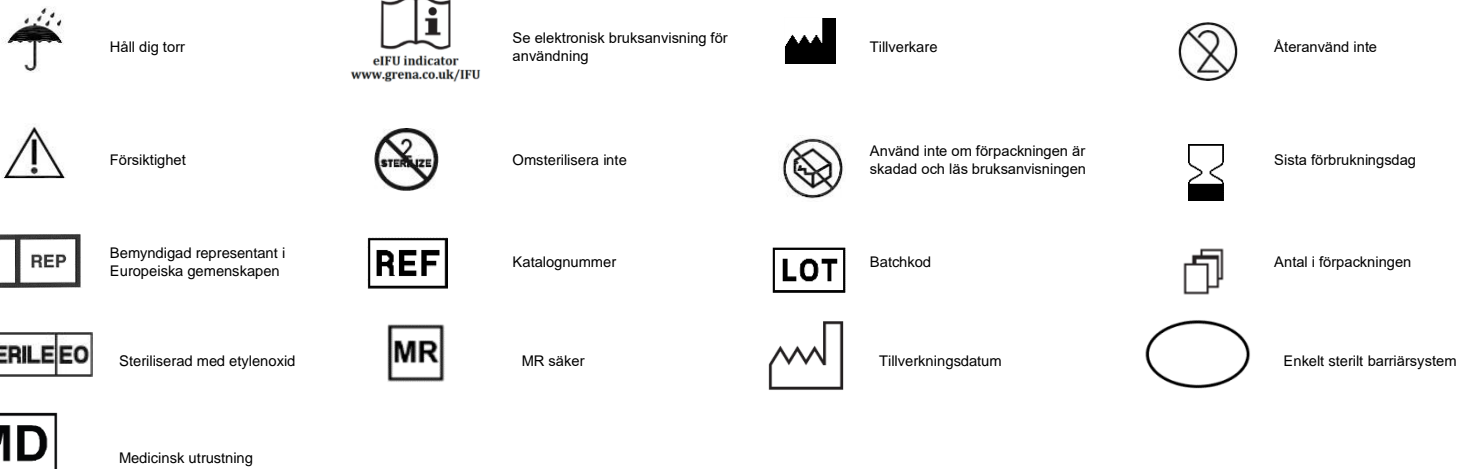 Håll dig torr
i
eIFU indicator
www.grena.co.uk/IFU
Se elektronisk bruksanvisning för
användning
Tillverkare
2
Återanvänd inte
Försiktighet
2
STERILIZE
Omsterilisera inte
Använd inte om förpackningen är
skadad och läs bruksanvisningen
Sista förbrukningsdag
REP
Bemyndigad representant i
Europeiska gemenskapen
REF
Katalognummer
LOT
Batchkod
Antal i förpackningen
ERILE EO
Steriliserad med etylenoxid
MR
MR säker
Tillverkningsdatum
Enkelt sterilt barriärsystem
MD
Medicinsk utrustning